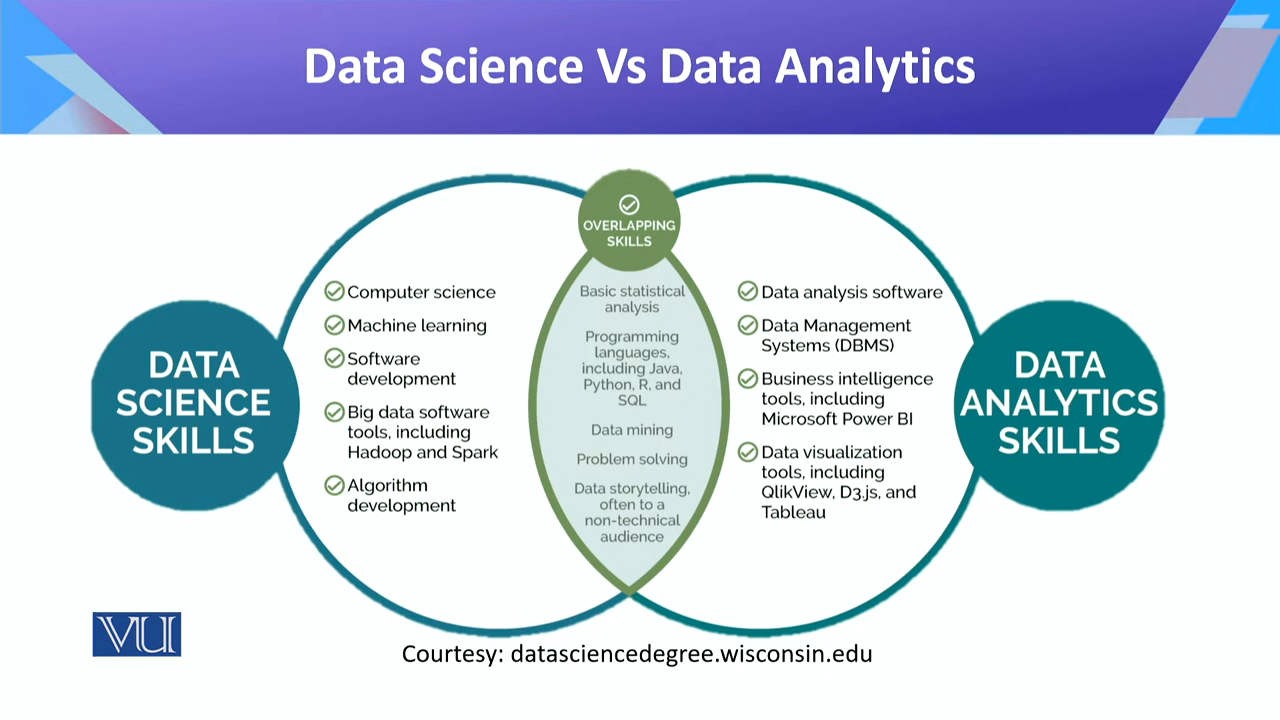 Data Science Vs Data Analytics
OVERLAPPING
SKILLS
DATA
SCIENCE
SKILLS
Computer science
Machine learning
Software
development
Big data software
tools, including
Hadoop and Spark
Algorithm
development
Basic statistical
analysis
Programming
languages,
including Java,
Python, R, and
SQL
Data mining
Problem solving
Data storytelling,
often to a
non-technical
audience
Data analysis software
Data Management
Systems (DBMS)
Business intelligence
tools, including
Microsoft Power BI
Data visualization
tools, including
QlikView, D3.js, and
Tableau
DATA
ANALYTICS
SKILLS
VU
Courtesy: datasciencedegree.wisconsin.edu